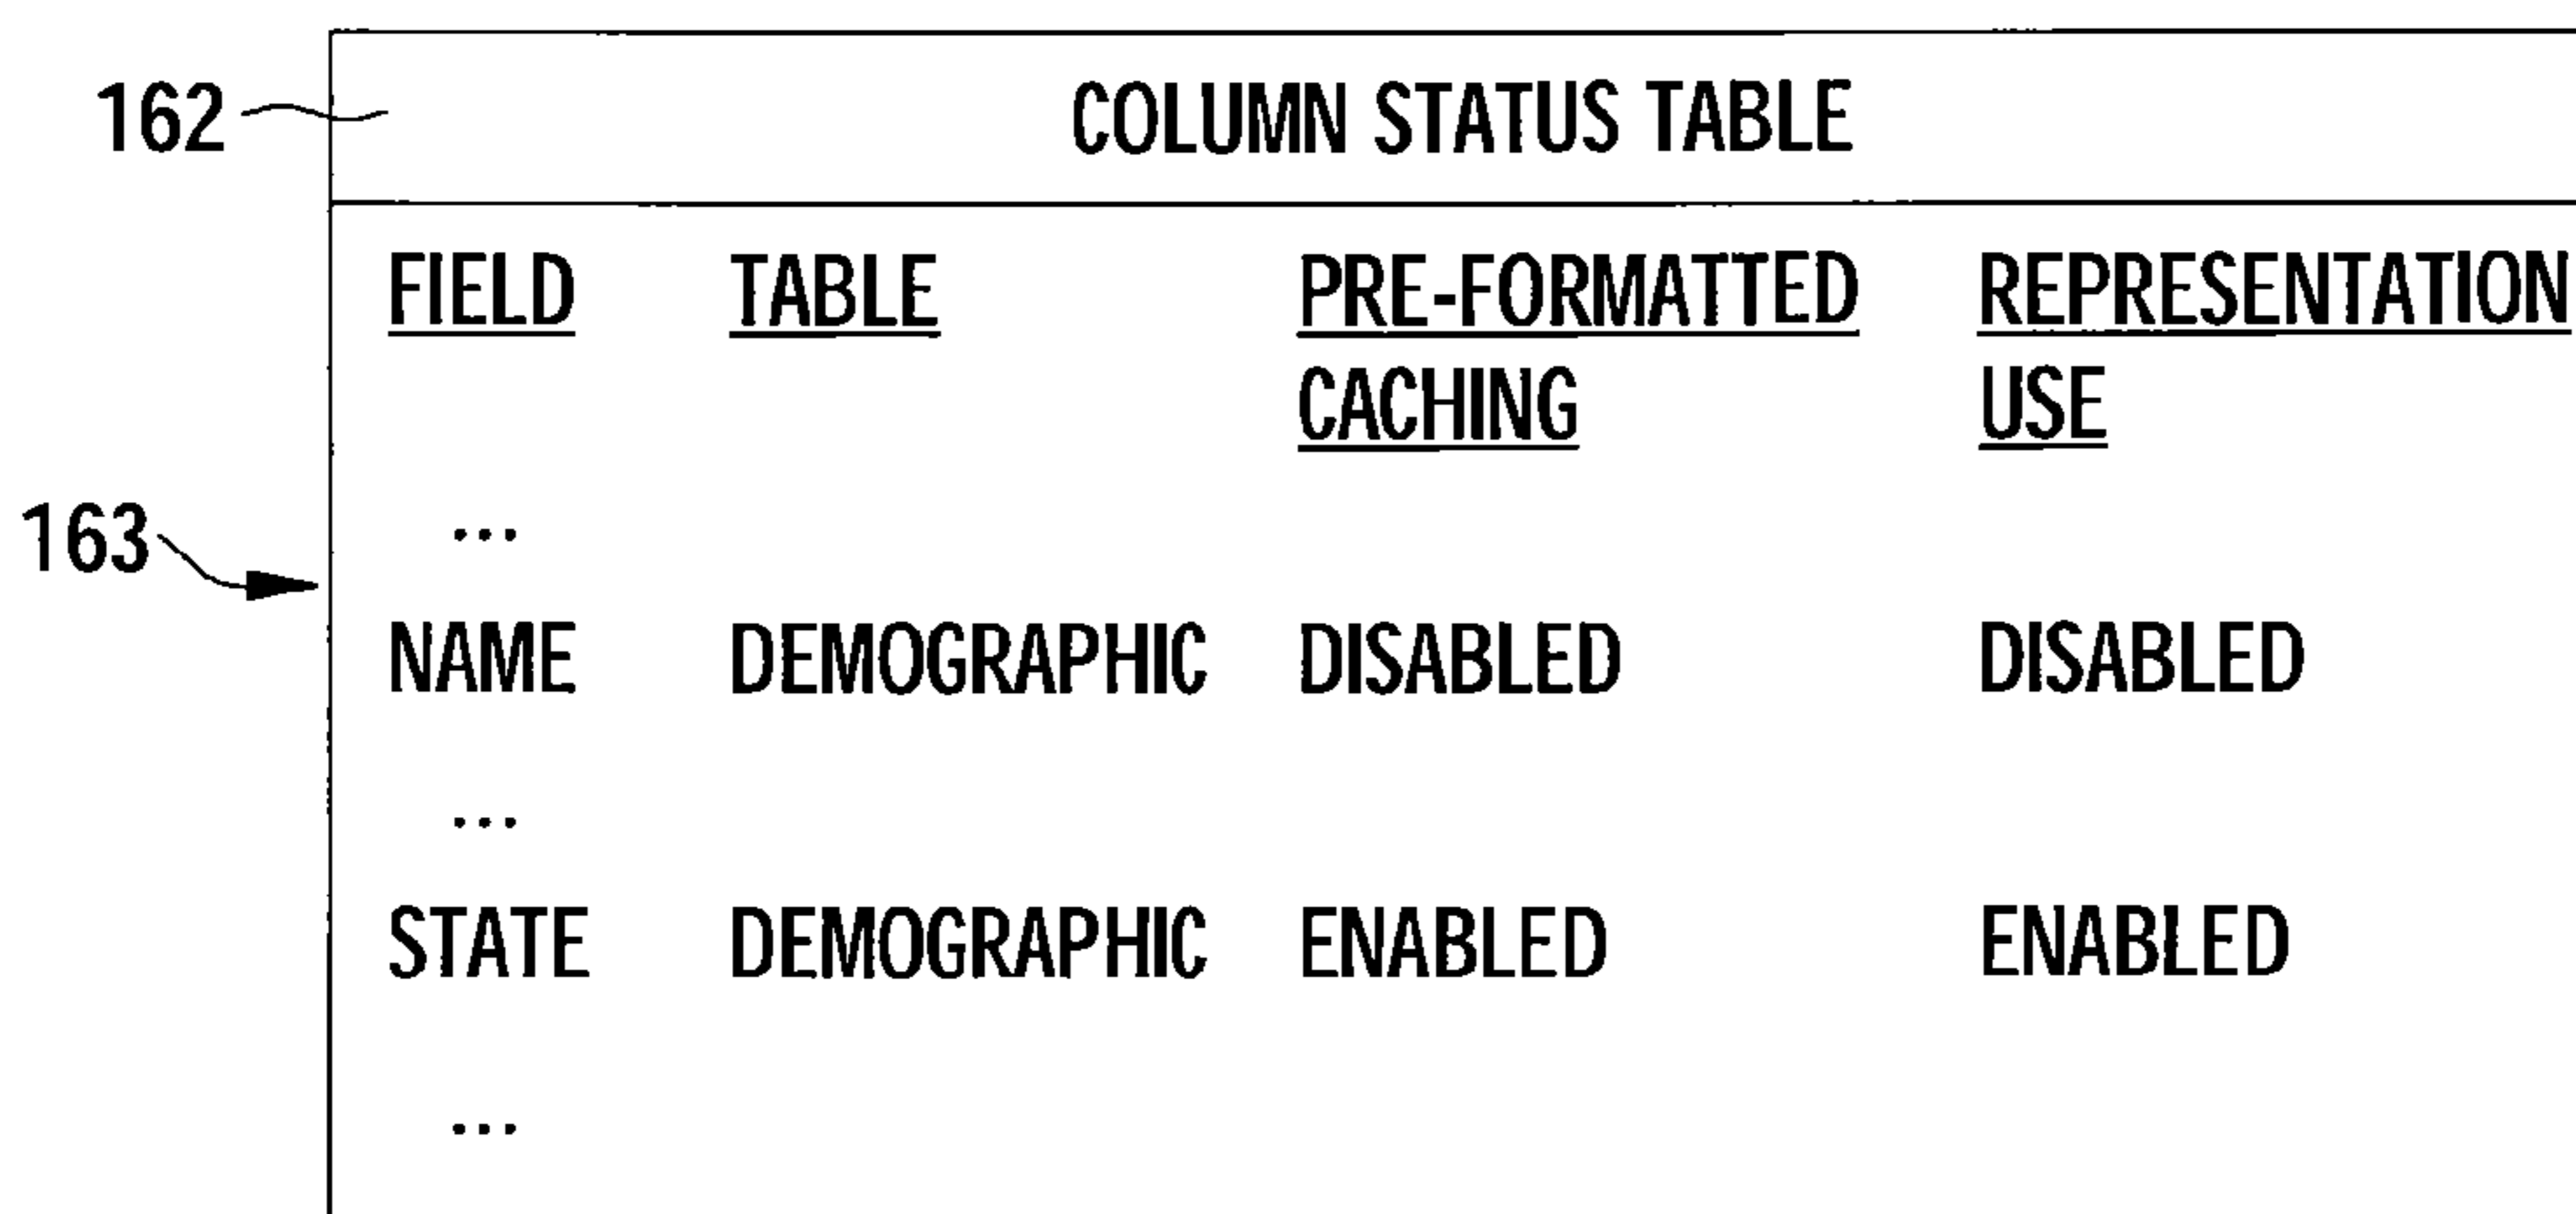 162 COLUMN STATUS TABLE
FIELD TABLE PRE-FORMATTED REPRESENTATION
CACHING USE
163 ...
NAME DEMOGRAPHIC DISABLED DISABLED
...
STATE DEMOGRAPHIC ENABLED ENABLED
...